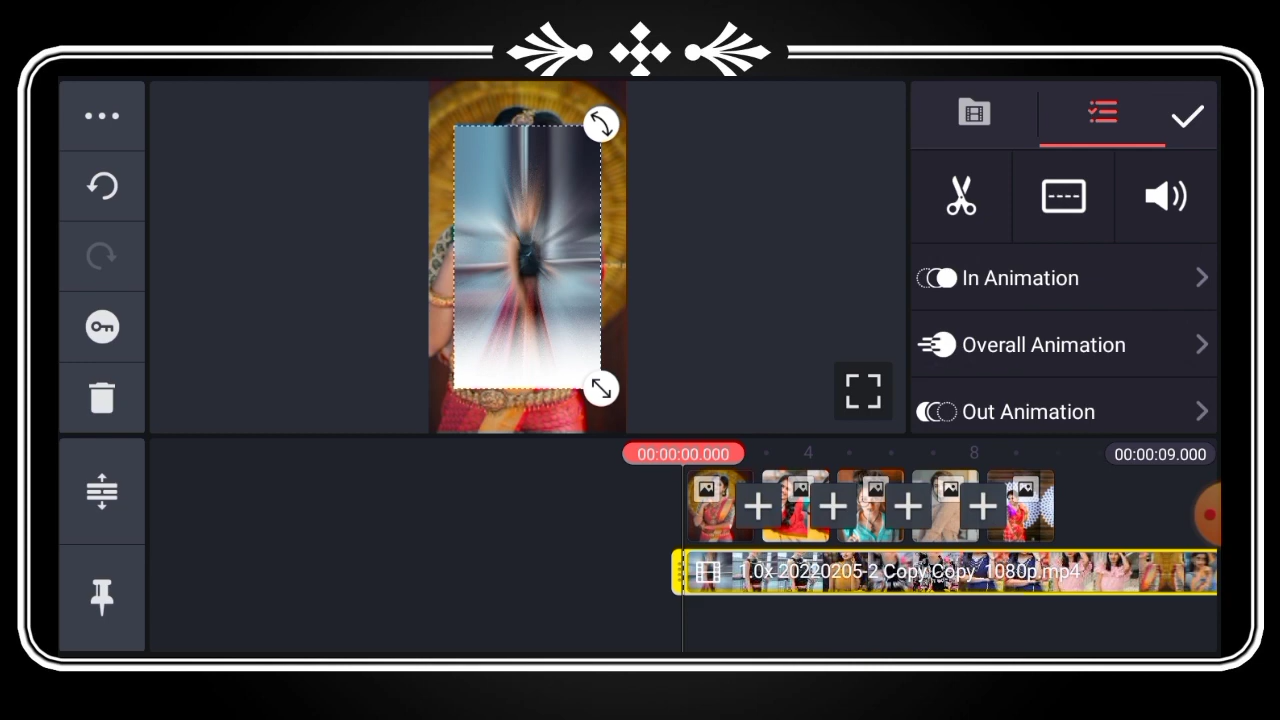 In Animation
Overall Animation
Out Animation
00:00:00.000
4
8
00:00:09.000
1.0x 20220205-2 Copy Copy_1080p.mp4